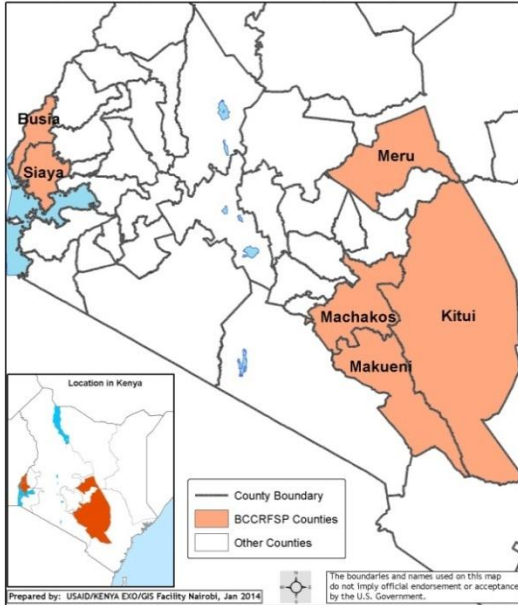 Busia
Siaya
Meru
Machakos
Kitui
Makueni
Location in Kenya
County Boundary
BCCRFSP Counties
Other Counties
Prepared by: USAID/KENYA EXO/GIS Facility Nairobi, Jan 2014
The boundaries and names used on this map
do not imply official endorsement or acceptance
by the U.S. Government.